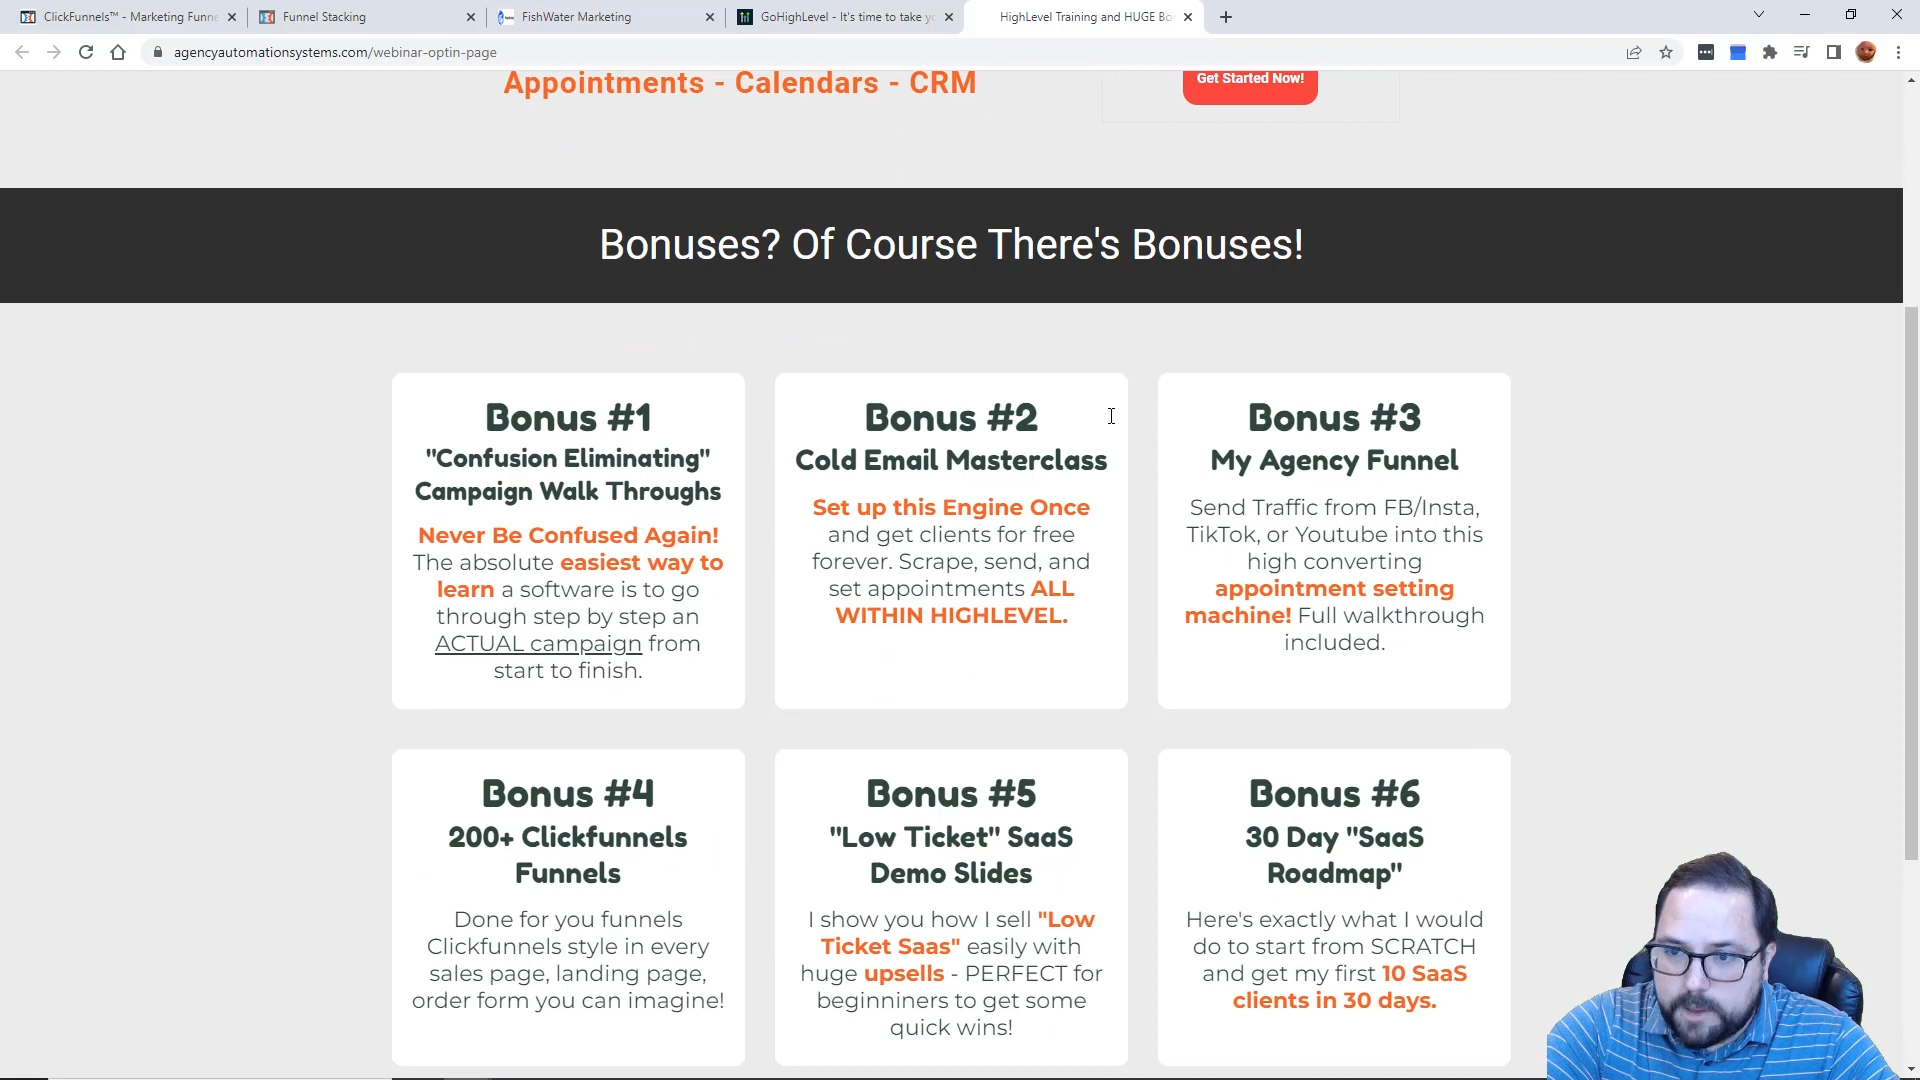 ClickFunnels™ - Marketing Funne
Funnel Stacking
FishWater Marketing
GoHighLevel - It's time to take yo
HighLevel Training and HUGE Bo
agencyautomationsystems.com/webinar-optin-page
Appointments - Calendars - CRM
Get Started Now!
Bonuses? Of Course There's Bonuses!
Bonus #1
"Confusion Eliminating"
Campaign Walk Throughs
Never Be Confused Again!
The absolute easiest way to
learn a software is to go
through step by step an
ACTUAL campaign from
start to finish.
Bonus #2
Cold Email Masterclass
Set up this Engine Once
and get clients for free
forever. Scrape, send, and
set appointments ALL
WITHIN HIGHLEVEL.
Bonus #3
My Agency Funnel
Send Traffic from FB/Insta,
TikTok, or Youtube into this
high converting
appointment setting
machine! Full walkthrough
included.
Bonus #4
200+ Clickfunnels
Funnels
Done for you funnels
Clickfunnels style in every
sales page, landing page,
order form you can imagine!
Bonus #5
"Low Ticket" SaaS
Demo Slides
I show you how I sell "Low
Ticket Saas" easily with
huge upsells - PERFECT for
beginniners to get some
quick wins!
Bonus #6
30 Day "SaaS
Roadmap"
Here's exactly what I would
do to start from SCRATCH
and get my first 10 SaaS
clients in 30 days.